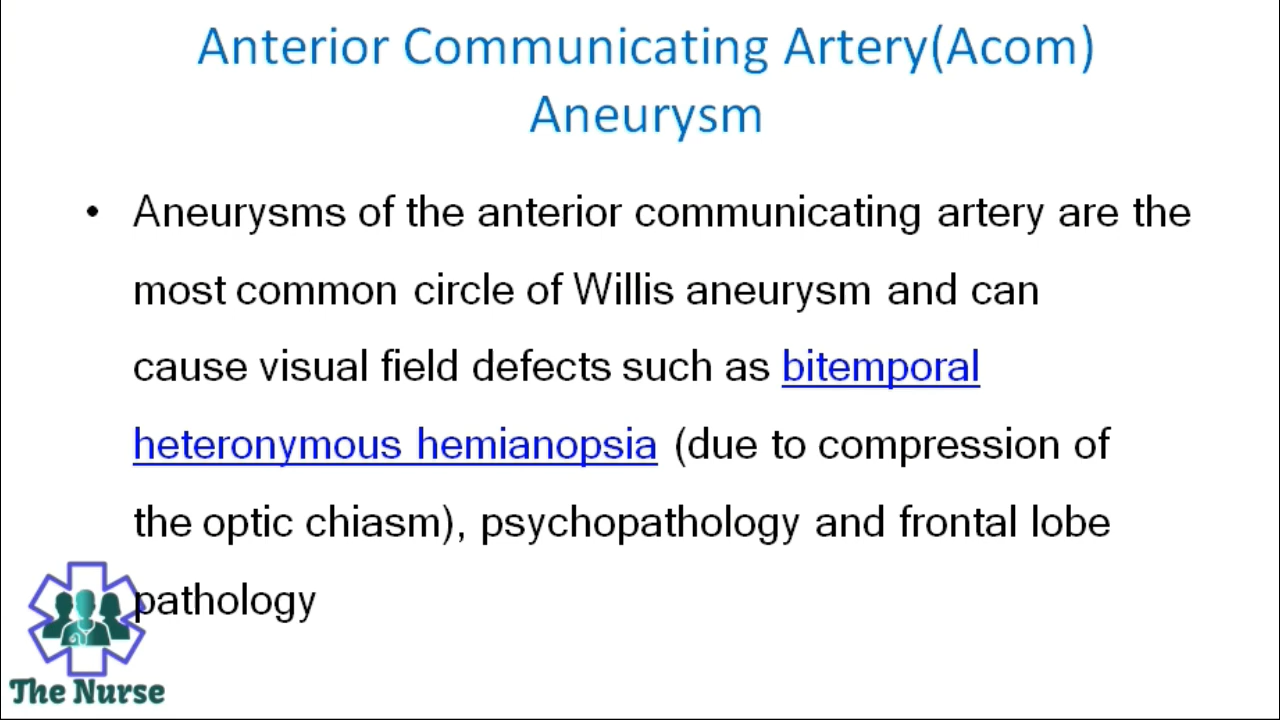 Anterior Communicating Artery(Acom)
Aneurysm
• Aneurysms of the anterior communicating artery are the
most common circle of Willis aneurysm and can
cause visual field defects such as bitemporal
heteronymous hemianopsia (due to compression of
the optic chiasm), psychopathology and frontal lobe
pathology
The Nurse